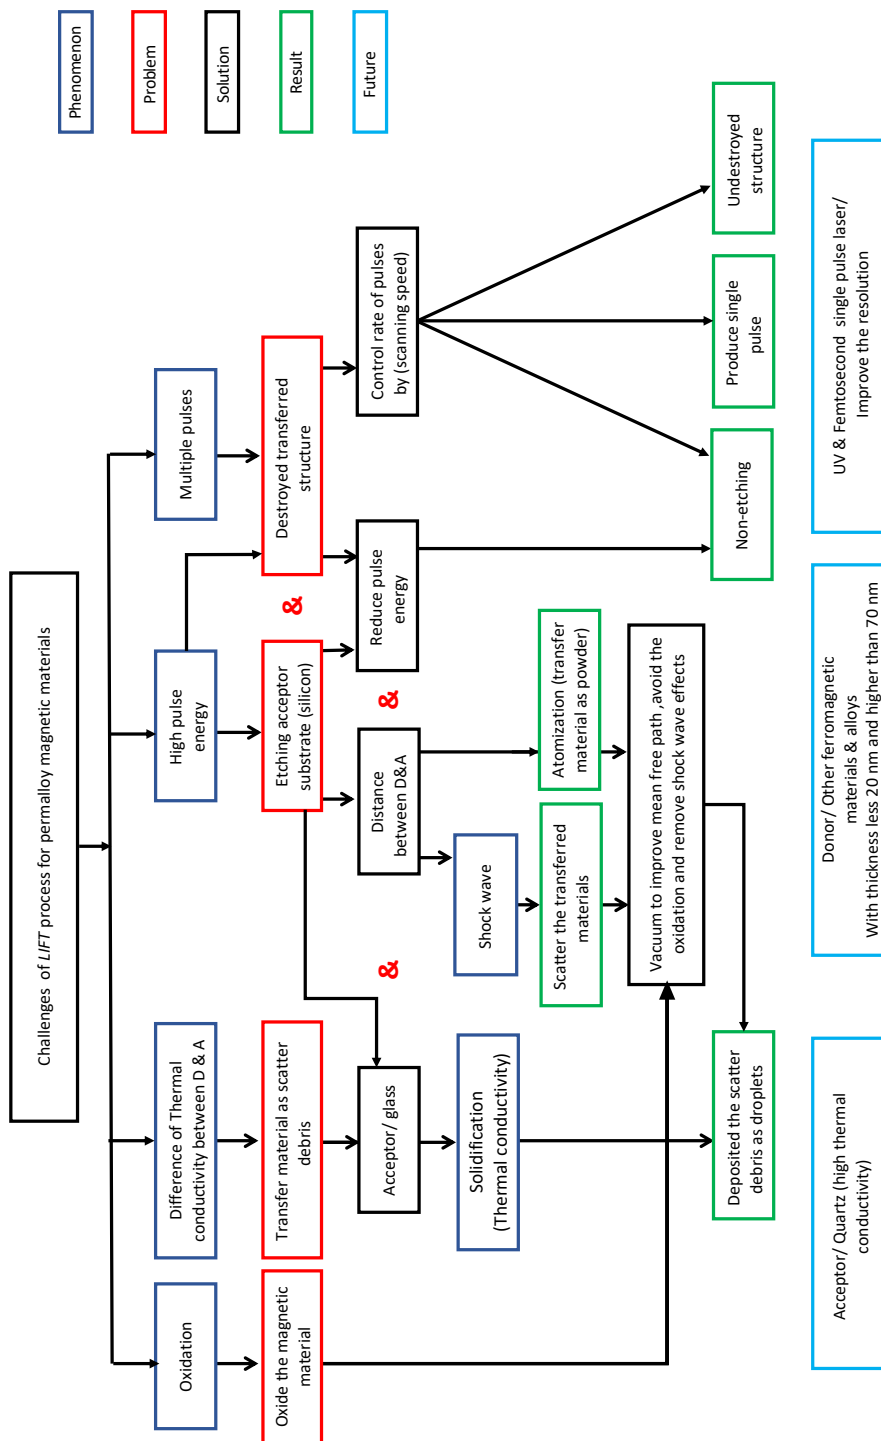 Challenges of LIFT process for permalloy magnetic materials
Phenomenon
Problem
Solution
Result
Future
Oxidation
Difference of Thermal
conductivity between D & A
High pulse
energy
Multiple pulses
Oxide the magnetic
material
Transfer material as scatter
debris
Etching acceptor
substrate (silicon)
&
Destroyed transferred
structure
Acceptor/ glass
&
Distance
between D&A
&
Reduce pulse
energy
Control rate of pulses
by (scanning speed)
Solidification
(Thermal conductivity)
Shock wave
Scatter the transferred
materials
Atomization (transfer
material as powder)
Vacuum to improve mean free path ,avoid the
oxidation and remove shock wave effects
Deposited the scatter
debris as droplets
Non-etching
Produce single
pulse
Undestroyed
structure
Acceptor/ Quartz (high thermal
conductivity)
Donor/ Other ferromagnetic
materials & alloys
With thickness less 20 nm and higher than 70 nm
UV & Femtosecond single pulse laser/
Improve the resolution